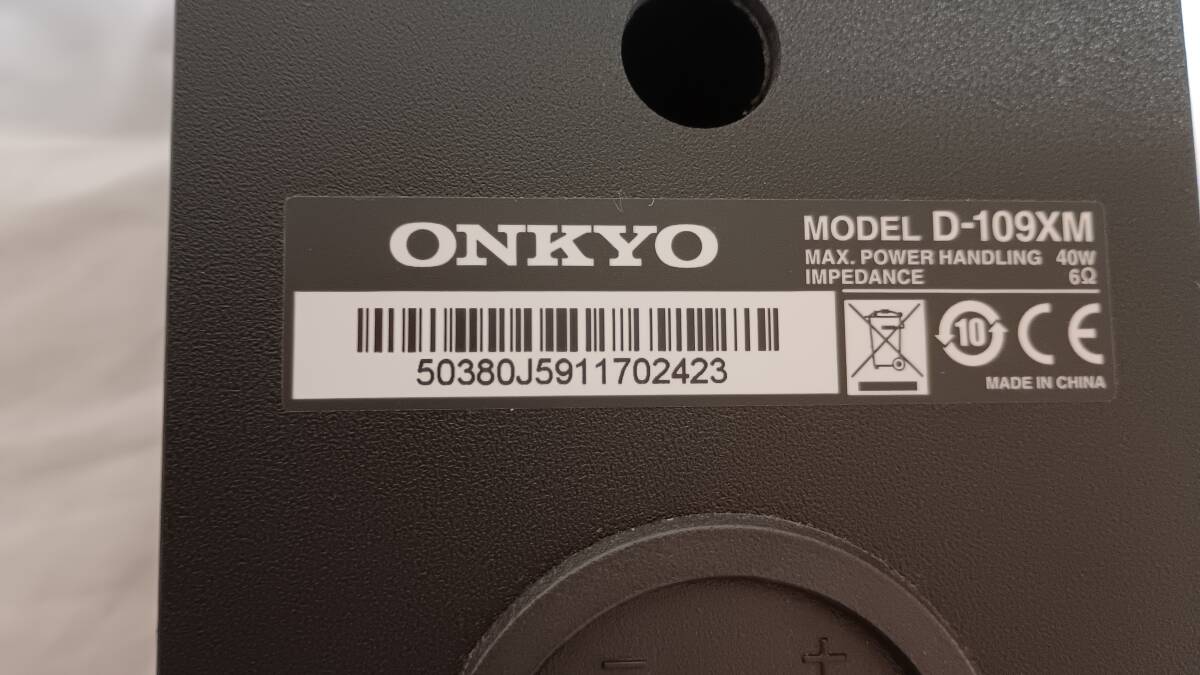 ONKYO
MODEL D-109XM
MAX. POWER HANDLING 40W
IMPEDANCE 6Ω
50380J5911702423
10
CE
MADE IN CHINA
− +